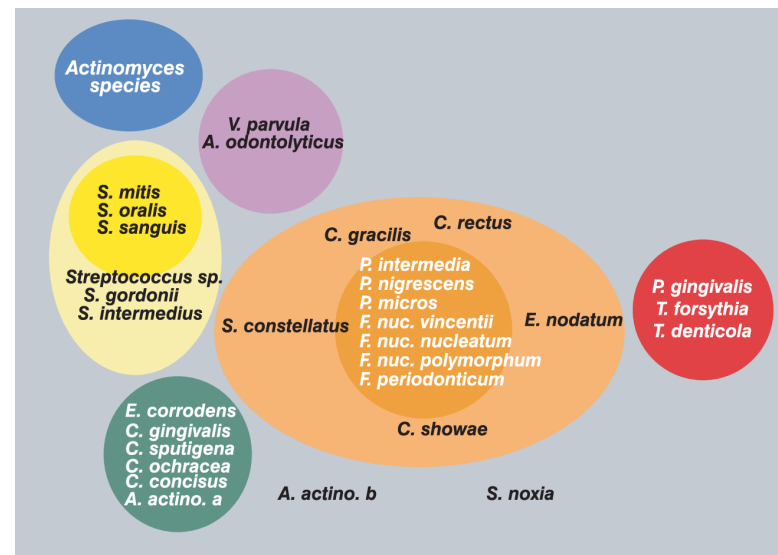 Actinomyces
species
V. parvula
A. odontolyticus
S. mitis
S. oralis
S. sanguis
Streptococcus sp.
S. gordonii
S. intermedius
C. gracilis
C. rectus
P. intermedia
P. nigrescens
P. micros
F. nuc. vincentii
F. nuc. nucleatum
F. nuc. polymorphum
F. periodonticum
S. constellatus
E. nodatum
C. showae
P. gingivalis
T. forsythia
T. denticola
E. corrodens
C. gingivalis
C. sputigena
C. ochracea
C. concisus
A. actino. a
A. actino. b
S. noxia